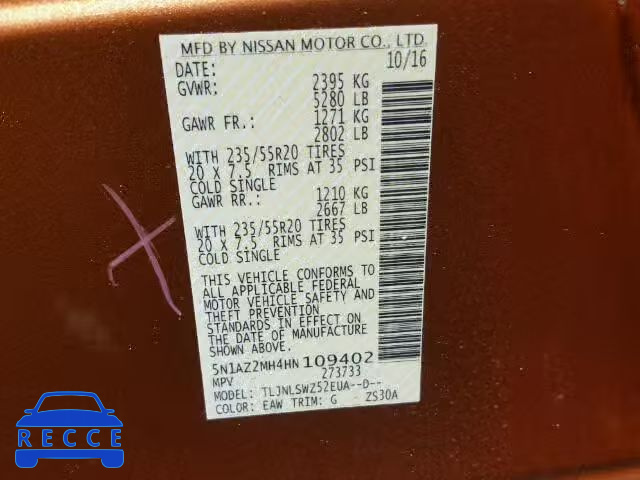 MFD BY NISSAN MOTOR CO., LTD.
DATE: 10/16
GVWR: 2395 KG
5280 LB
GAWR FR.: 1271 KG
2802 LB
WITH 235/55R20 TIRES
20 X 7.5 RIMS AT 35 PSI
COLD SINGLE
GAWR RR.: 1210 KG
2667 LB
WITH 235/55R20 TIRES
20 X 7.5 RIMS AT 35 PSI
COLD SINGLE
THIS VEHICLE CONFORMS TO
ALL APPLICABLE FEDERAL
MOTOR VEHICLE SAFETY AND
THEFT PREVENTION
STANDARDS IN EFFECT ON
THE DATE OF MANUFACTURE
SHOWN ABOVE.
5N1AZ2MH4HN 109402
MPV 273733
MODEL: TLJNLSWZ52EUA--D--
COLOR: EAW TRIM: G ZS30A
RECCE